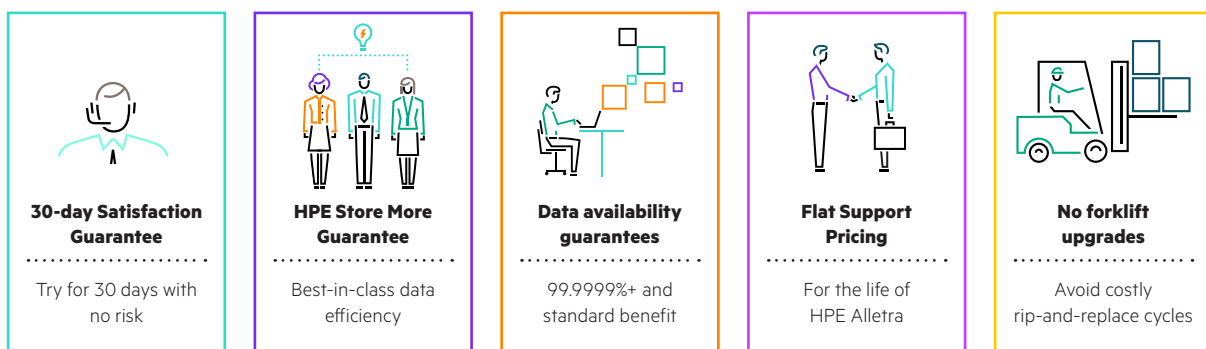 30-day Satisfaction
Guarantee
Try for 30 days with
no risk
HPE Store More
Guarantee
Best-in-class data
efficiency
Data availability
guarantees
99.9999%+ and
standard benefit
Flat Support
Pricing
For the life of
HPE Alletra
No forklift
upgrades
Avoid costly
rip-and-replace cycles